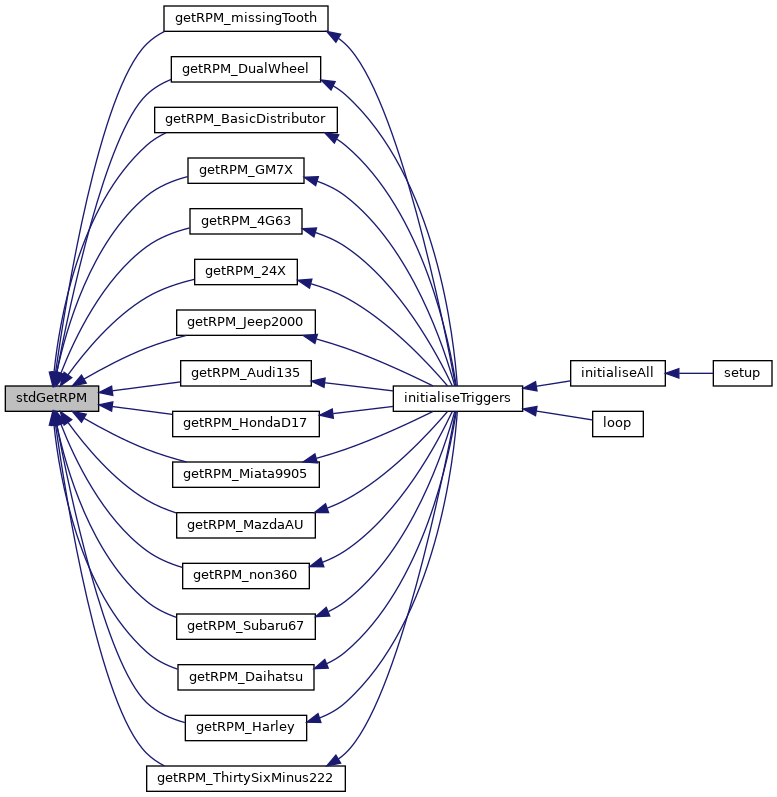 getRPM_missingTooth
getRPM_DualWheel
getRPM_BasicDistributor
getRPM_GM7X
getRPM_4G63
getRPM_24X
getRPM_Jeep2000
getRPM_Audi135
initialiseAll
setup
stdGetRPM
initialiseTriggers
getRPM_HondaD17
loop
getRPM_Miata9905
getRPM_MazdaAU
getRPM_non360
getRPM_Subaru67
getRPM_Daihatsu
getRPM_Harley
getRPM_ThirtySixMinus222